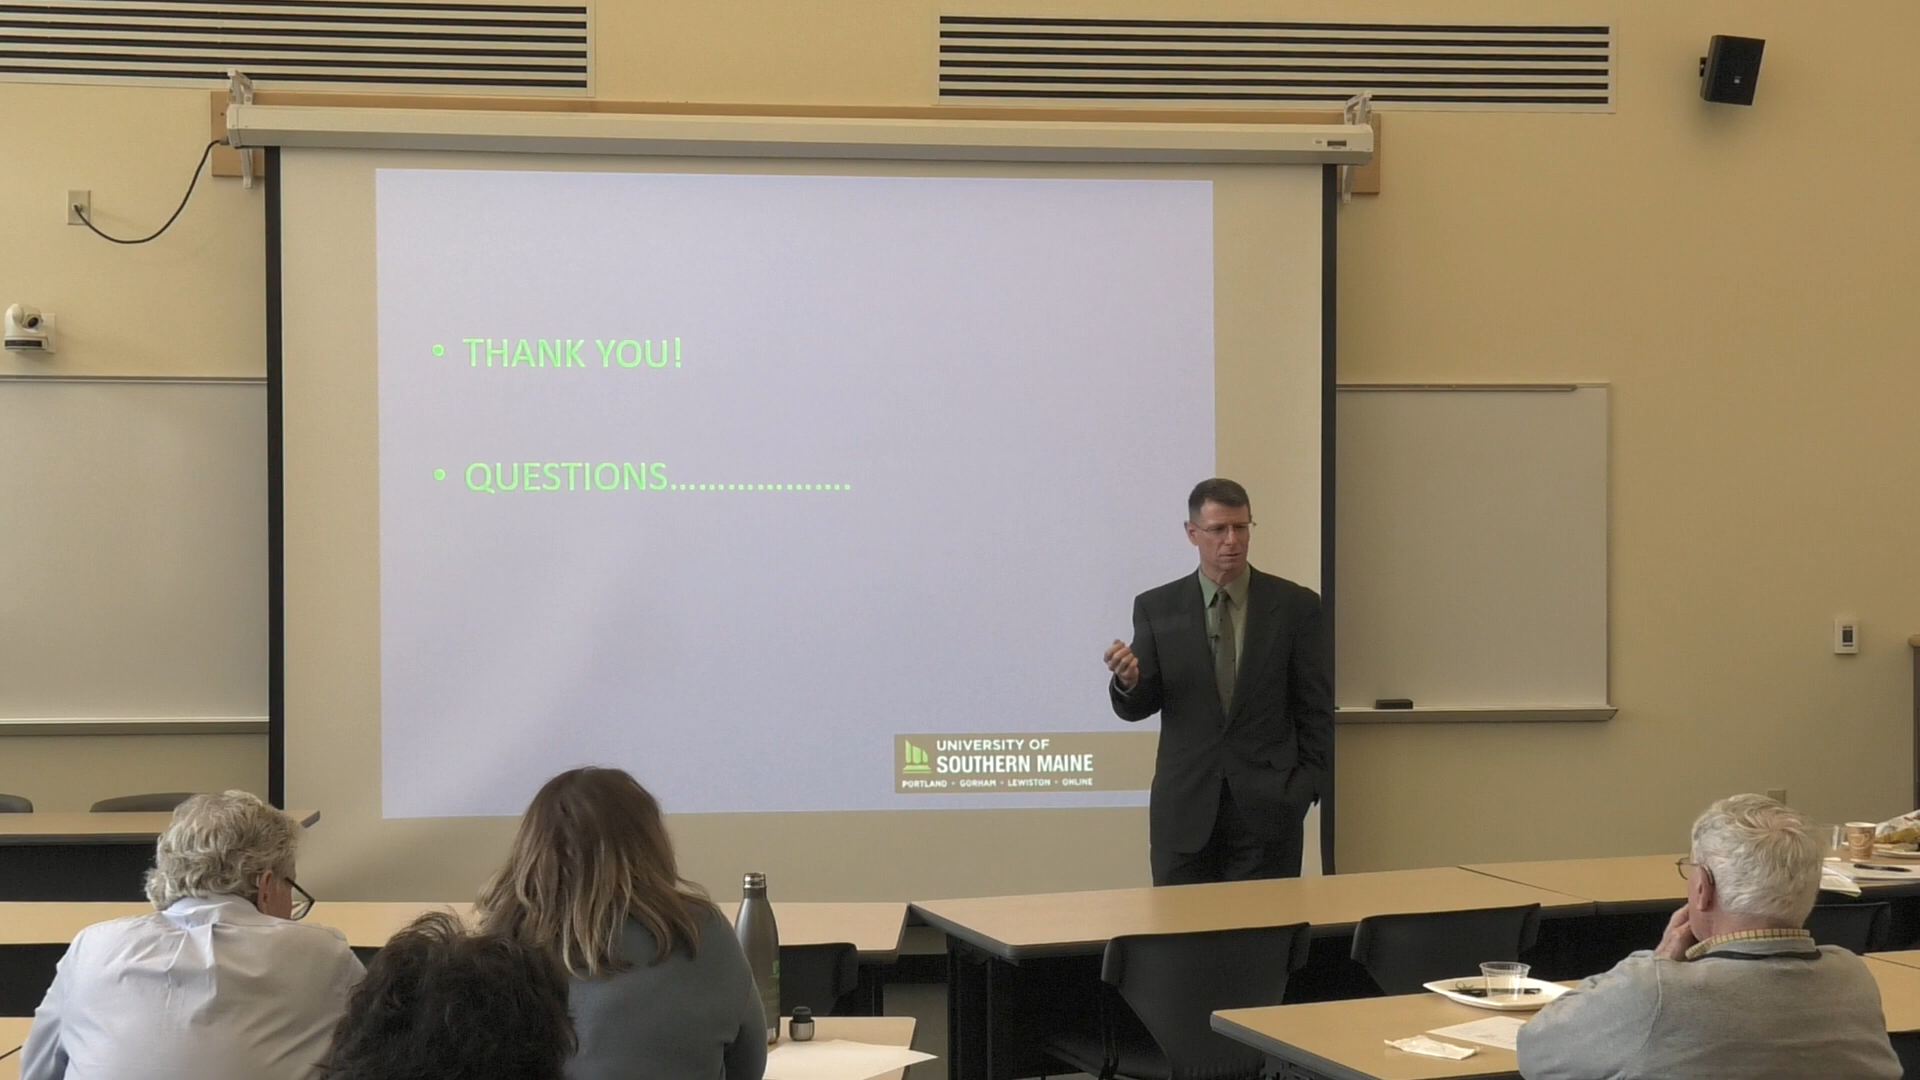 • THANK YOU!
• QUESTIONS...................
UNIVERSITY OF
SOUTHERN MAINE
PORTLAND • GORHAM • LEWISTON • ONLINE